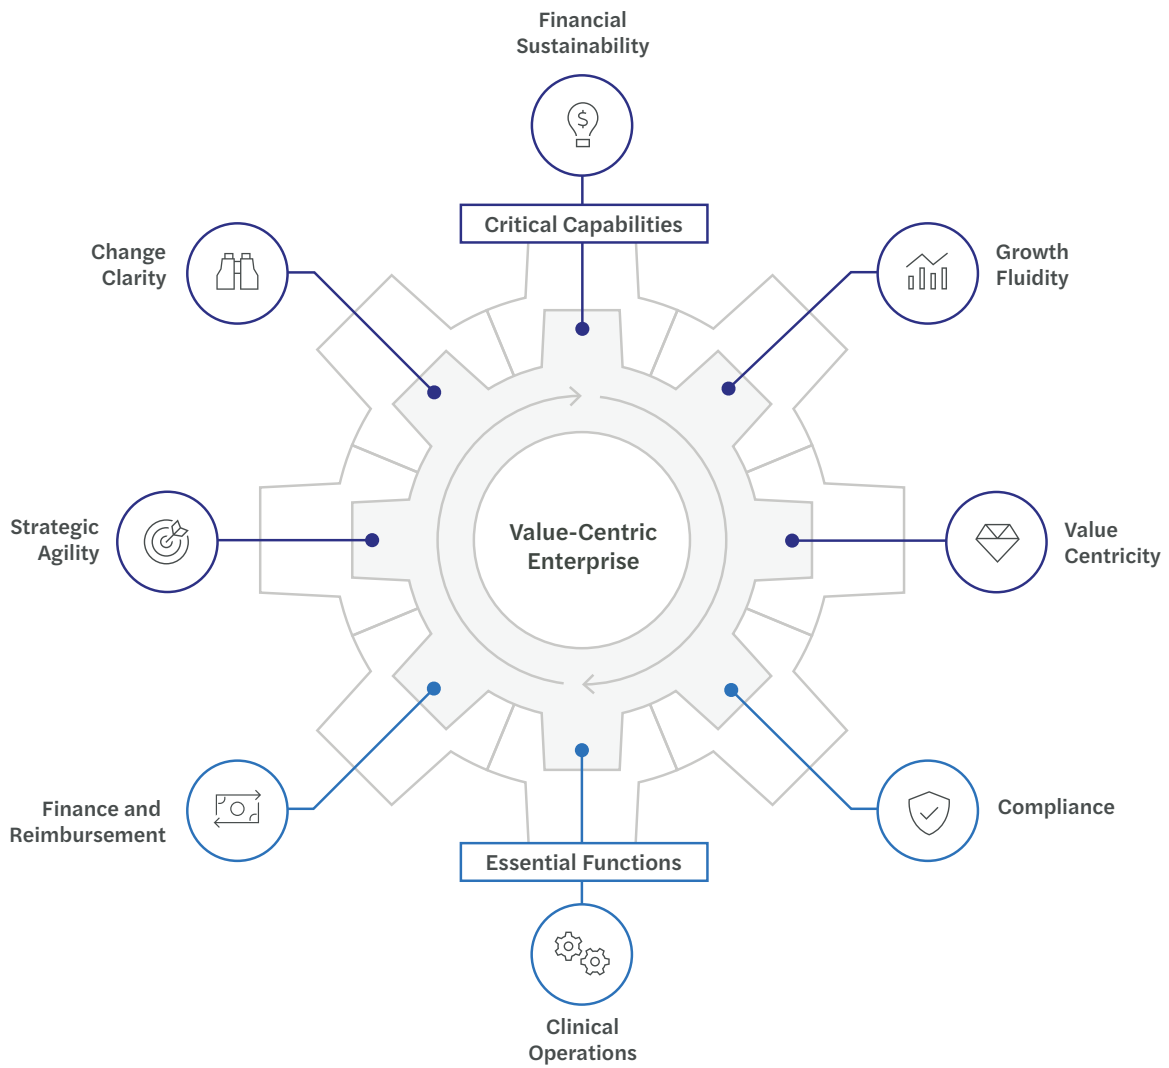 Financial
Sustainability
$
Critical Capabilities
Change
Clarity
Growth
Fluidity
Strategic
Agility
Value-Centric
Enterprise
Value
Centricity
Finance and
Reimbursement
Compliance
Essential Functions
Clinical
Operations